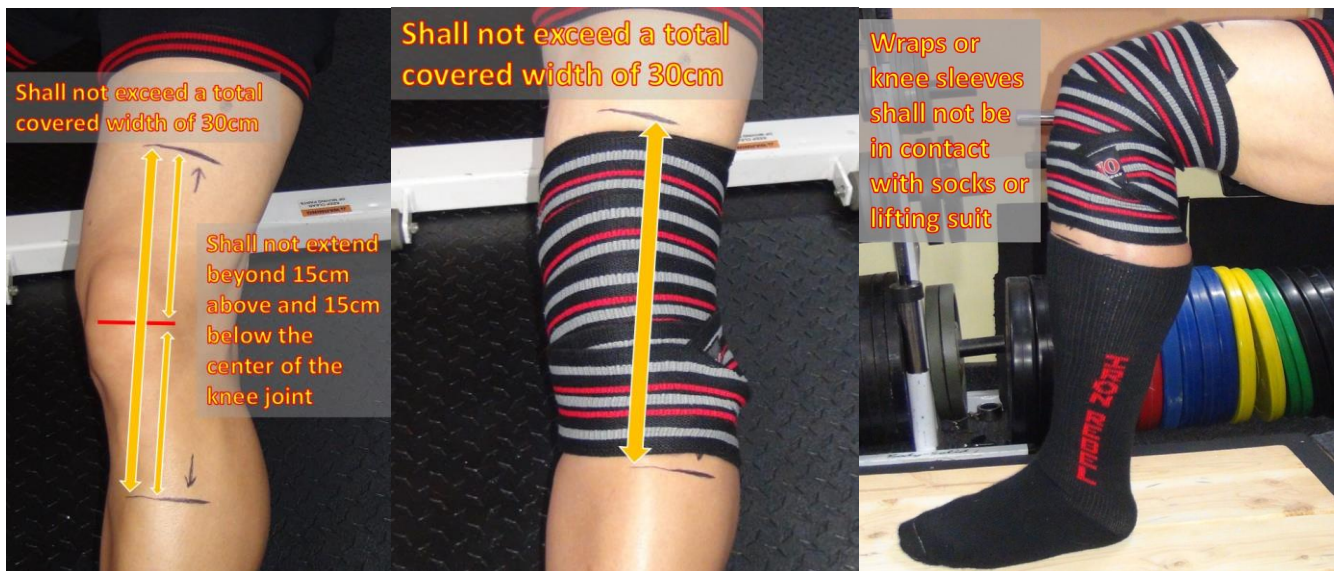 Shall not exceed a total
covered width of 30cm
Shall not extend
beyond 15cm
above and 15cm
below the
center of the
knee joint
Shall not exceed a total
covered width of 30cm
Wraps or
knee sleeves
shall not be
in contact
with socks or
lifting suit
IRON REBEL